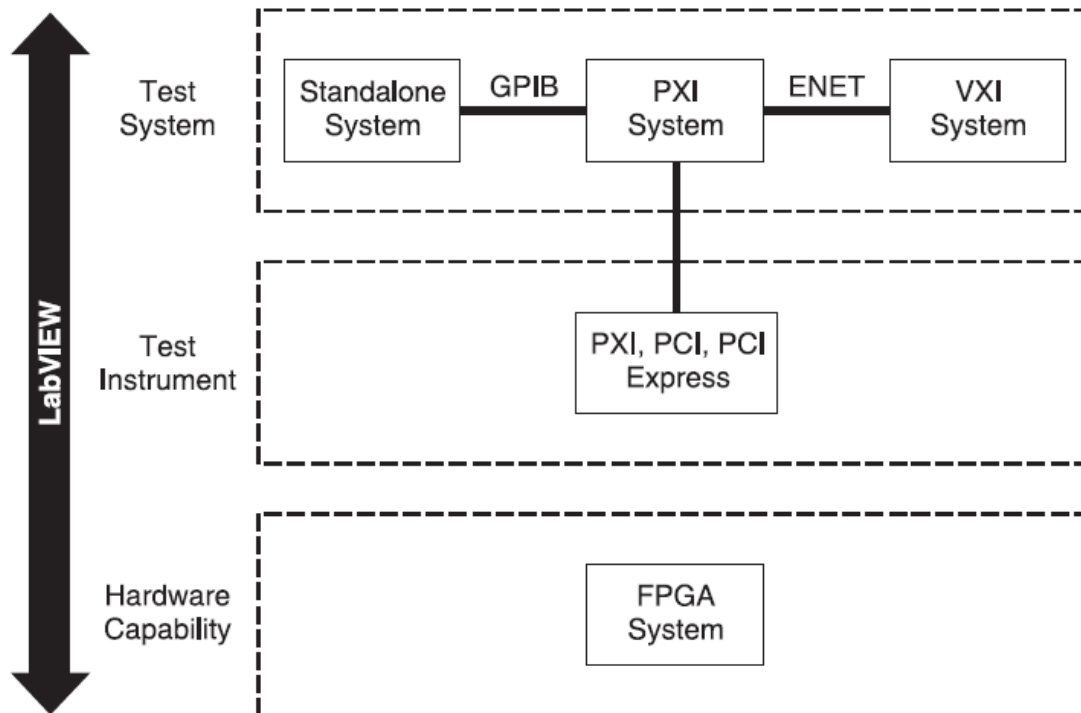 LabVIEW
Test
System
Standalone
System
GPIB
PXI
System
ENET
VXI
System
Test
Instrument
PXI, PCI, PCI
Express
Hardware
Capability
FPGA
System